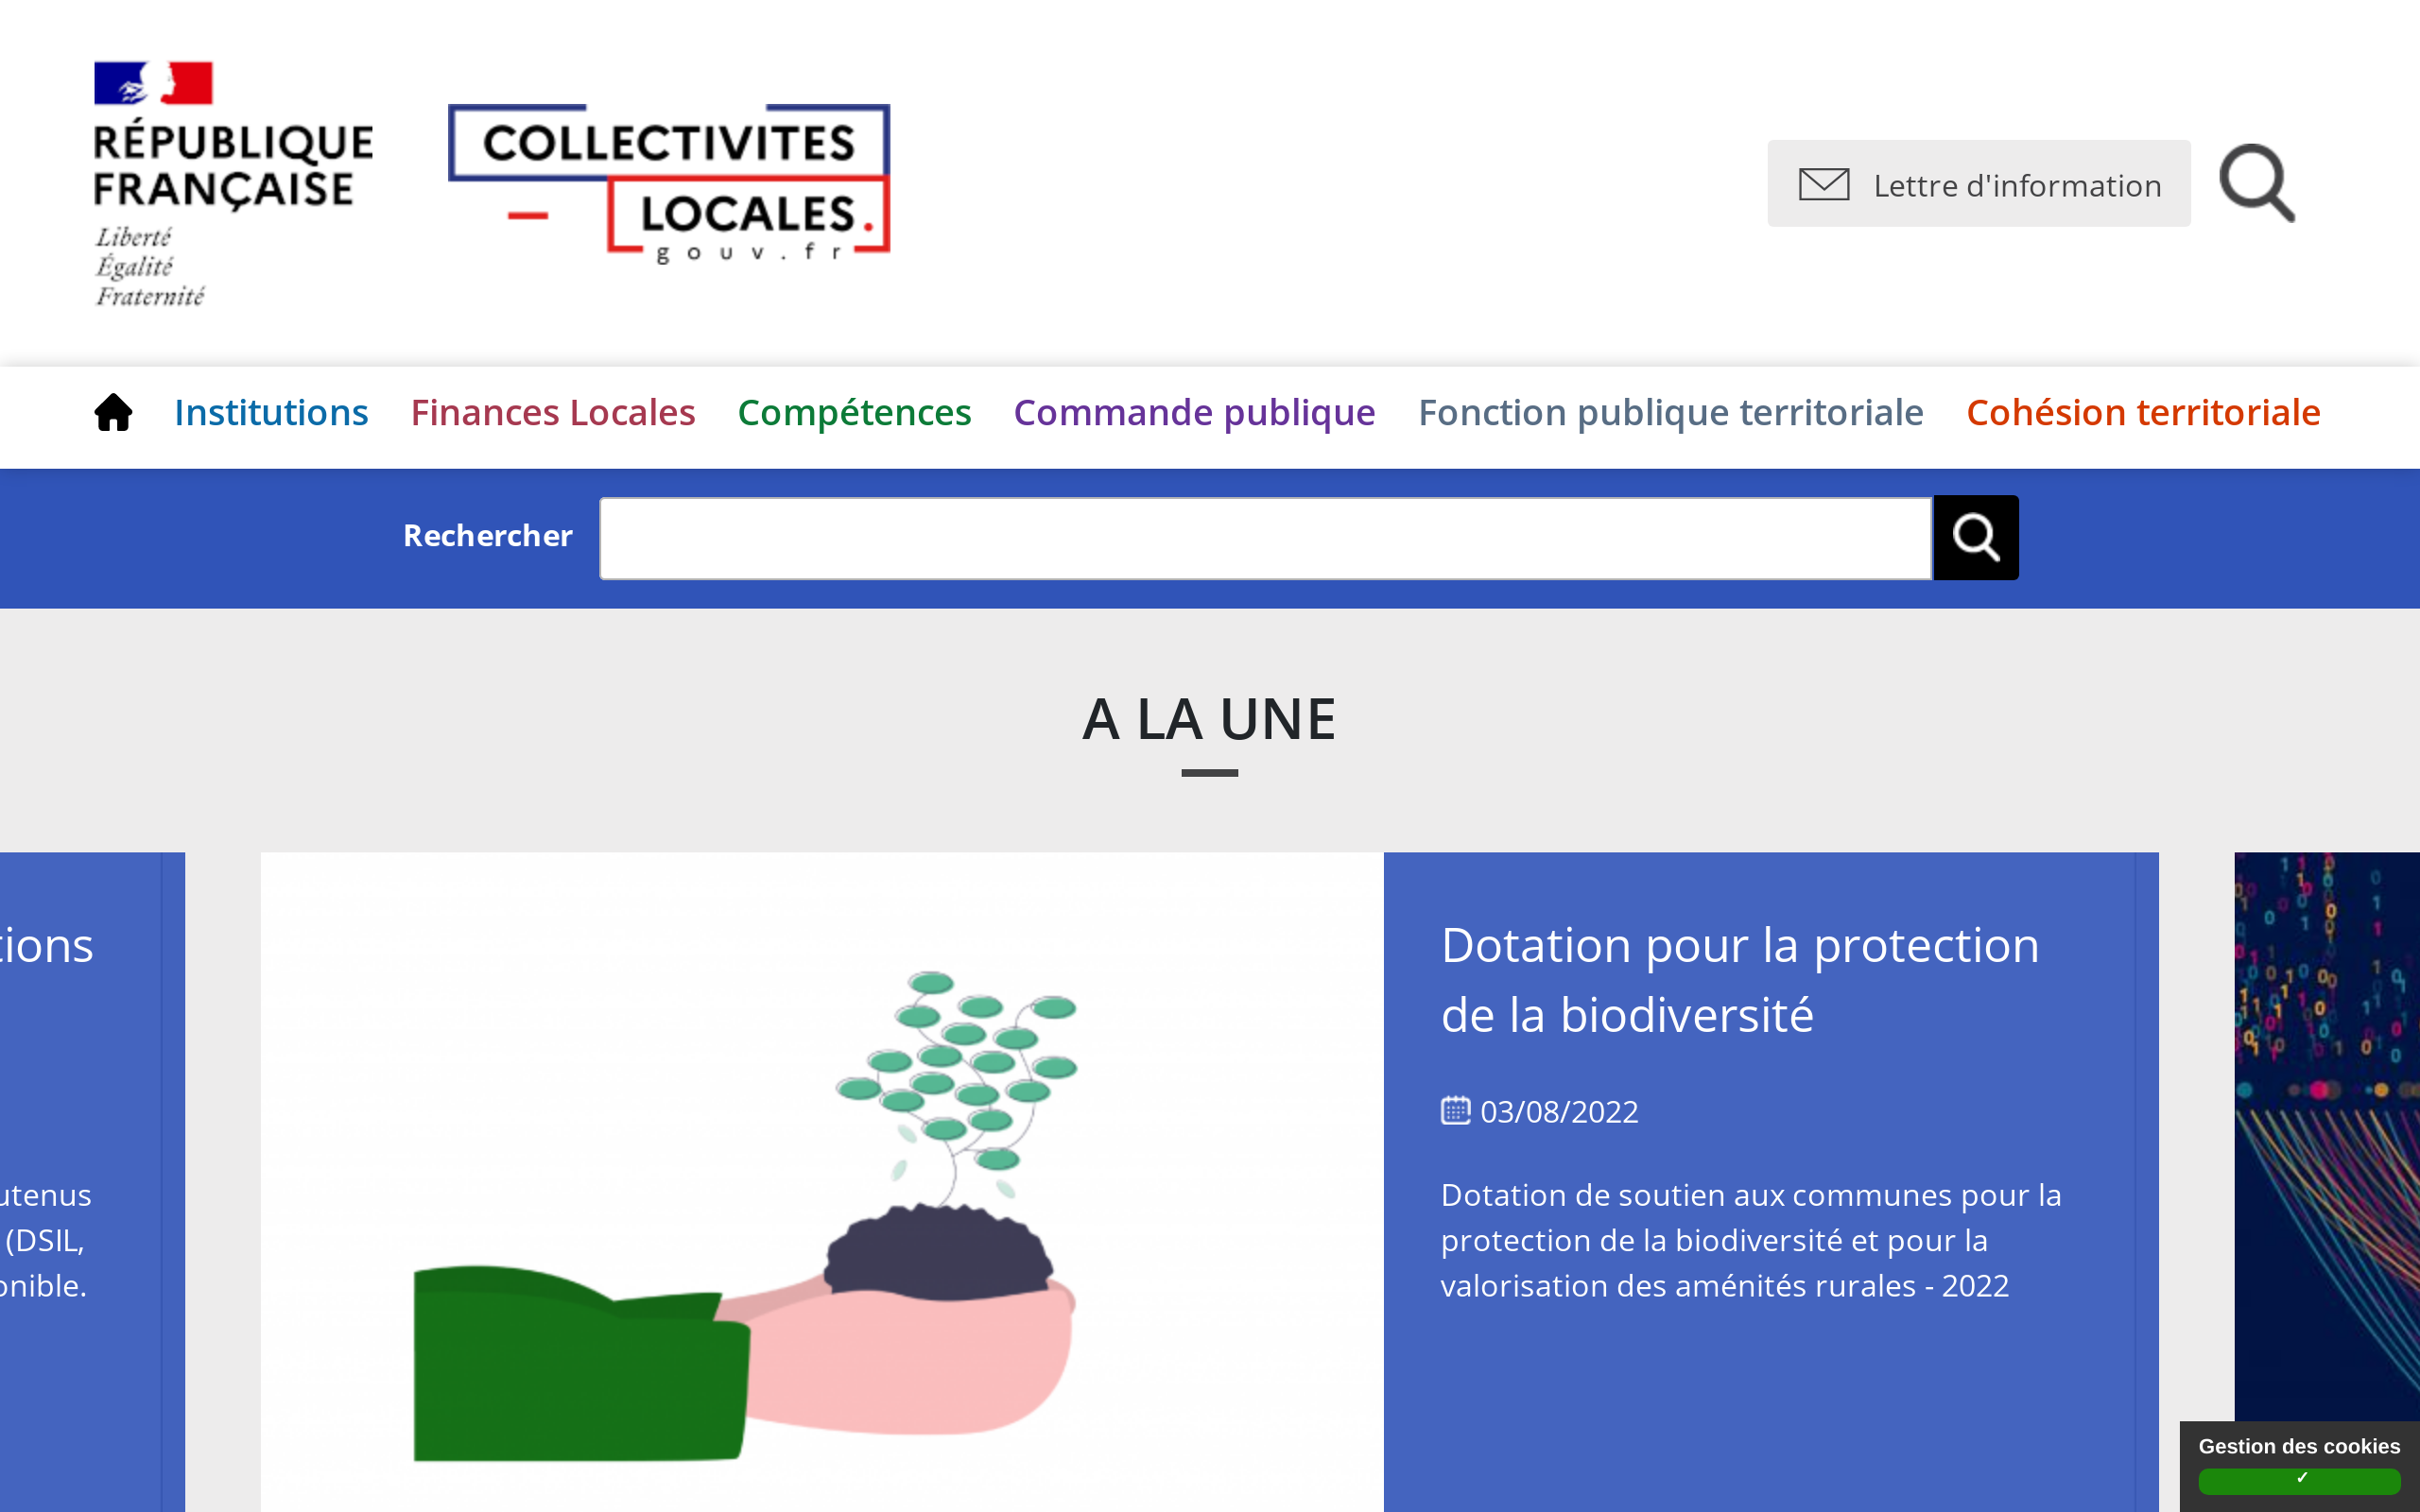 RÉPUBLIQUE
FRANÇAISE
Liberté
Égalité
Fraternité
COLLECTIVITES
LOCALES.
gouv.fr
Lettre d'information
Institutions Finances Locales Compétences Commande publique Fonction publique territoriale Cohésion territoriale
Rechercher
A LA UNE
tions
utenus
(DSIL,
onible.
Dotation pour la protection
de la biodiversité
03/08/2022
Dotation de soutien aux communes pour la
protection de la biodiversité et pour la
valorisation des aménités rurales - 2022
Gestion des cookies
✓